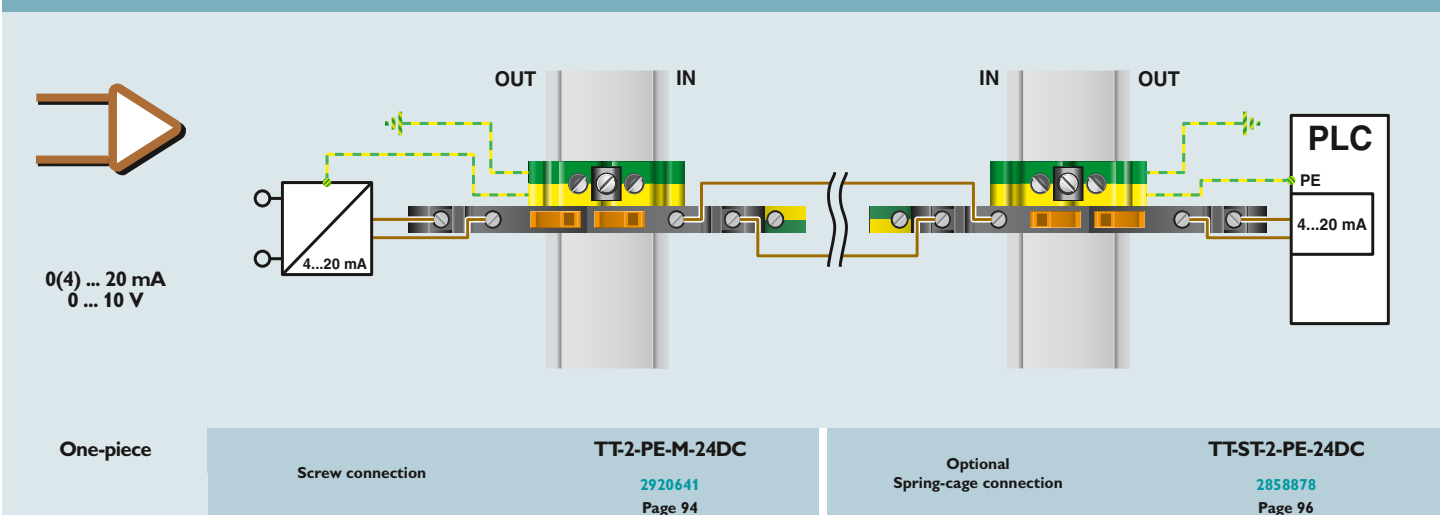 OUT
IN
IN
OUT
PLC
PE
4...20 mA
4...20 mA
0(4) ... 20 mA
0 ... 10 V
One-piece
Screw connection
TT-2-PE-M-24DC
2920641
Page 94
Optional
Spring-cage connection
TT-ST-2-PE-24DC
2858878
Page 96